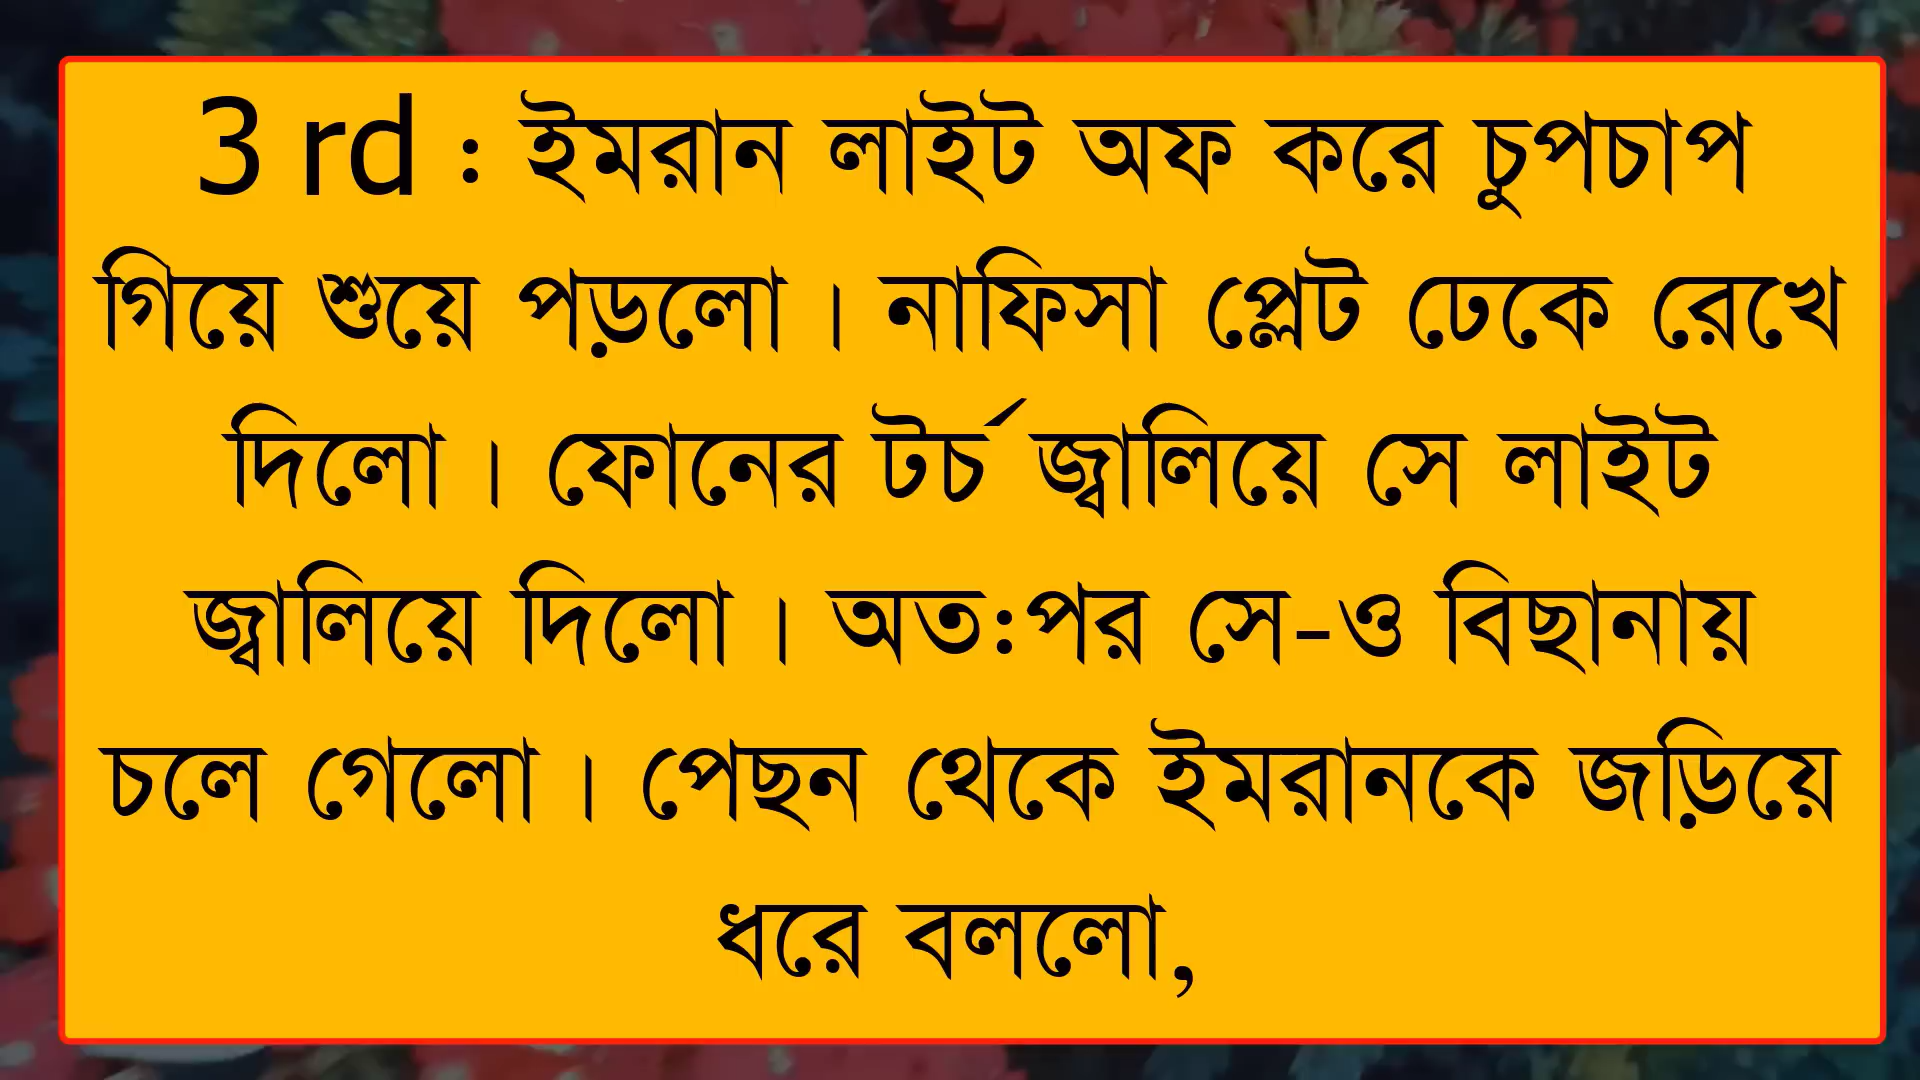 3 rd : ইমরান লাইট অফ করে চুপচাপ
গিয়ে শুয়ে পড়লো। নাফিসা প্লেট ঢেকে রেখে
দিলো। ফোনের টর্চ জ্বালিয়ে সে লাইট
জ্বালিয়ে দিলো। অত:পর সে-ও বিছানায়
চলে গেলো। পেছন থেকে ইমরানকে জড়িয়ে
ধরে বললো,